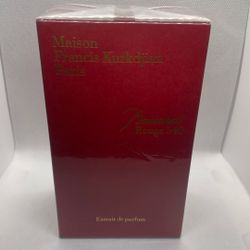 Maison
Francis Kurkdjian
Paris
Baccarat
Rouge 540
Extrait de parfum